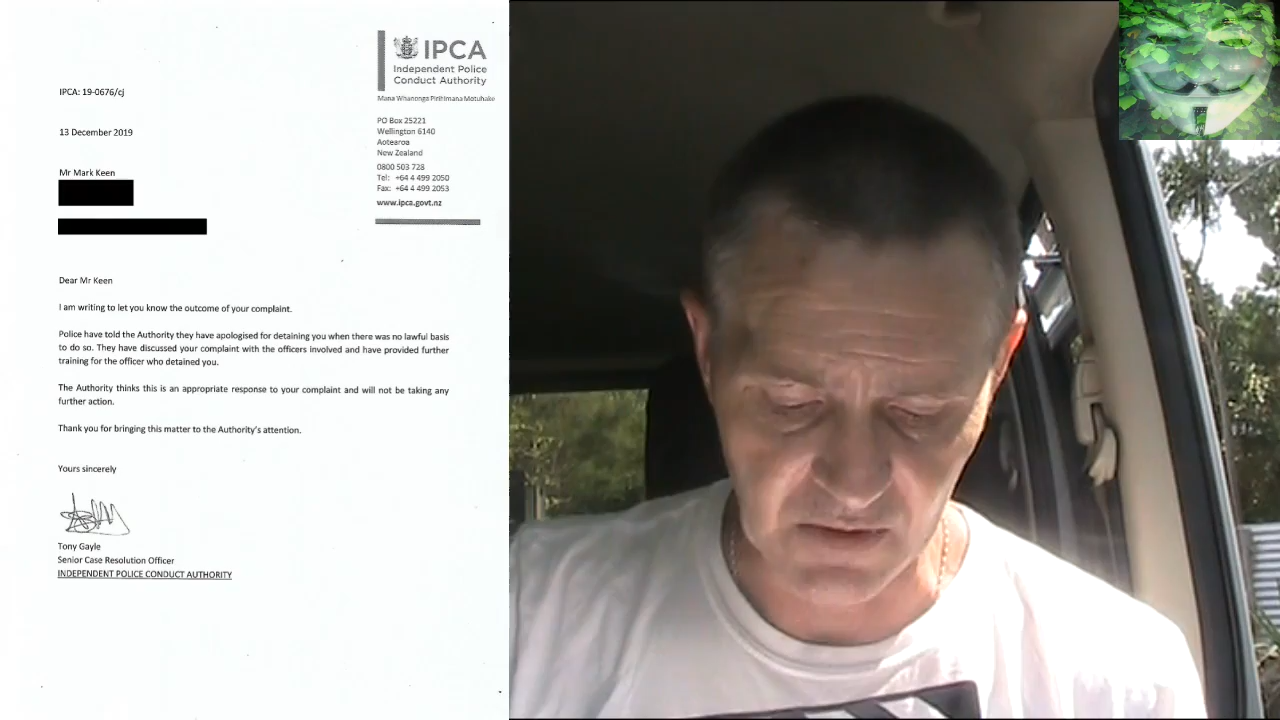 IPCA
Independent Police
Conduct Authority
Mana Whanonga Pirihimana Motuhake
IPCA: 19-0676/cj
PO Box 25221
Wellington 6140
Aotearoa
New Zealand
0800 503 728
Tel: +64 4 499 2050
Fax: +64 4 499 2053
www.ipca.govt.nz
13 December 2019
Mr Mark Keen
Dear Mr Keen
I am writing to let you know the outcome of your complaint.
Police have told the Authority they have apologised for detaining you when there was no lawful basis
to do so. They have discussed your complaint with the officers involved and have provided further
training for the officer who detained you.
The Authority thinks this is an appropriate response to your complaint and will not be taking any
further action.
Thank you for bringing this matter to the Authority's attention.
Yours sincerely
Tony Gayle
Senior Case Resolution Officer
INDEPENDENT POLICE CONDUCT AUTHORITY